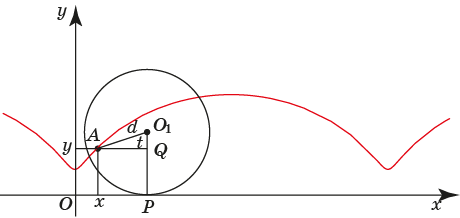 y
A d O₁
y t Q
O x P x